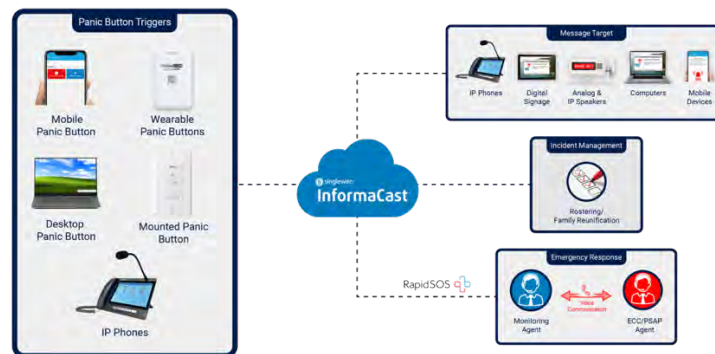 Panic Button Triggers
Mobile
Panic Button
Wearable
Panic Buttons
Desktop
Panic Button
Mounted Panic
Button
IP Phones
singlewire
InformaCast
Message Target
IP Phones
Digital
Signage
Analog &
IP Speakers
Computers
Mobile
Devices
Incident Management
Rostering/
Family Reunification
RapidSOS
Emergency Response
Monitoring
Agent
Voice
Communication
ECC/PSAP
Agent